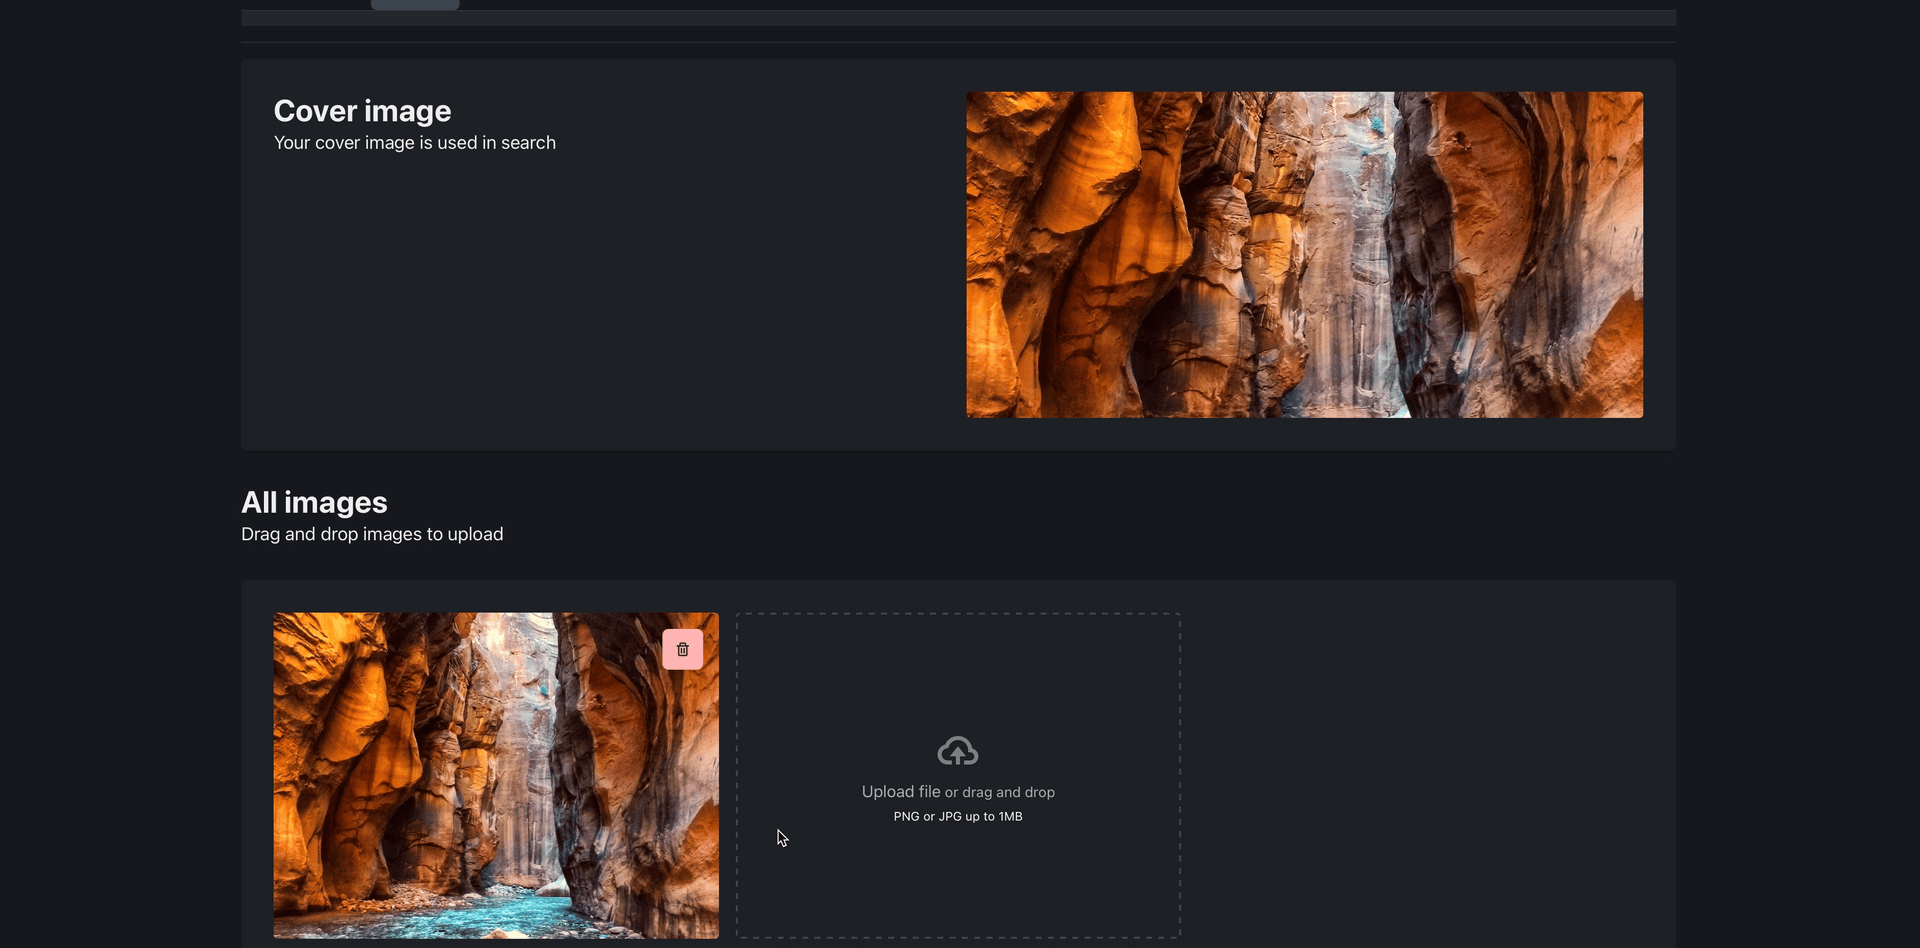 Cover image
Your cover image is used in search
All images
Drag and drop images to upload
Upload file or drag and drop
PNG or JPG up to 1MB